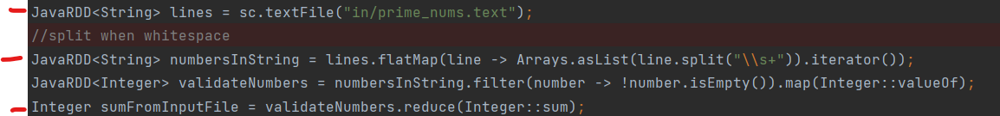 JavaRDD<String> lines = sc.textFile("in/prime_nums.text");
//split when whitespace
JavaRDD<String> numbersInString = lines.flatMap(line -> Arrays.asList(line.split("\\s+")).iterator());
JavaRDD<Integer> validateNumbers = numbersInString.filter(number -> !number.isEmpty()).map(Integer::valueOf);
Integer sumFromInputFile = validateNumbers.reduce(Integer::sum);